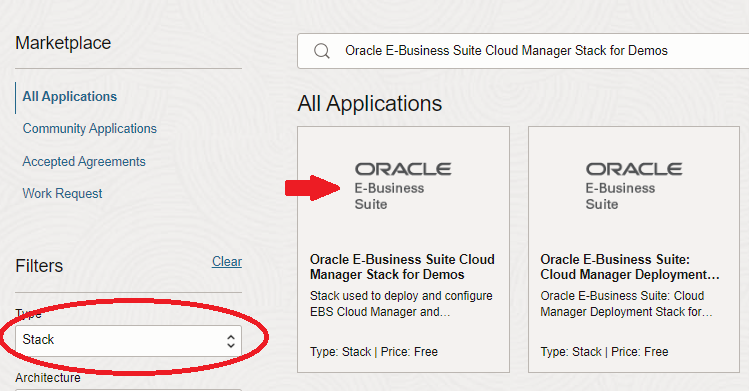 Marketplace
Oracle E-Business Suite Cloud Manager Stack for Demos
All Applications
Community Applications
Accepted Agreements
Work Request
Filters
Clear
Type
Stack
Architecture
All Applications
ORACLE
E-Business
Suite
Oracle E-Business Suite Cloud
Manager Stack for Demos
Stack used to deploy and configure
EBS Cloud Manager and...
Type: Stack | Price: Free
ORACLE
E-Business
Suite
Oracle E-Business Suite:
Cloud Manager Deployment...
Oracle E-Business Suite: Cloud
Manager Deployment Stack for...
Type: Stack | Price: Free